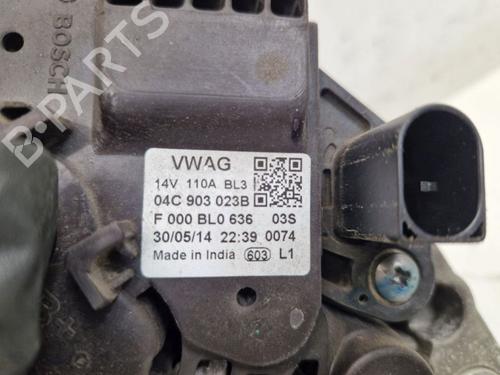 BOSCH
VWAG
14V 110A BL3
04C 903 023B
F 000 BL0 636 03S
30/05/14 22:39 0074
Made in India 603 L1